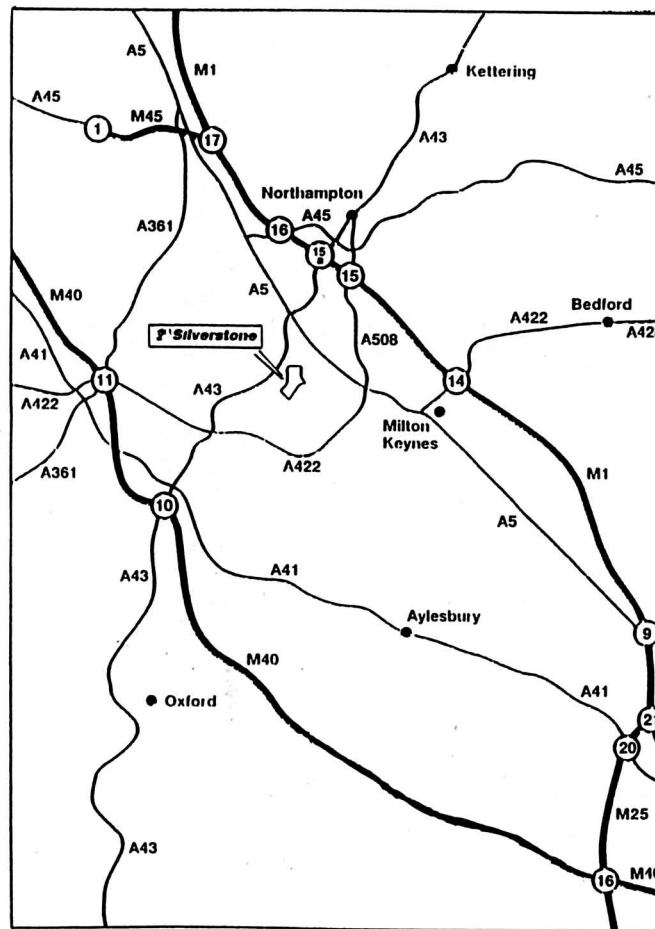 A5
M1
Kettering
A45
M45
1
17
A43
A45
Northampton
A45
16
15
a
15
A361
M40
A5
Bedford
A422
Silverstone
A508
A41
11
14
A43
A422
Milton
Keynes
A422
A361
M1
10
A5
A43
A41
Aylesbury
9
M40
Oxford
A41
21
20
M25
A43
16